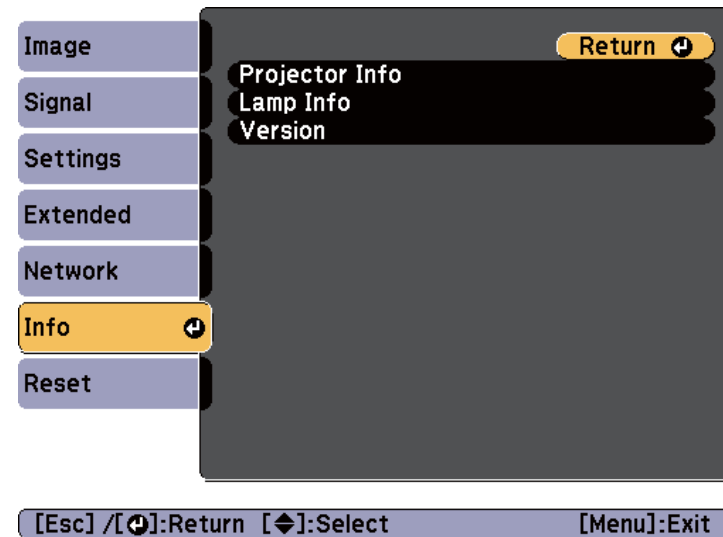 Image
Signal
Settings
Extended
Network
Info
Reset
Return
Projector Info
Lamp Info
Version
[Esc] /[⏎]:Return [◆]:Select [Menu]:Exit